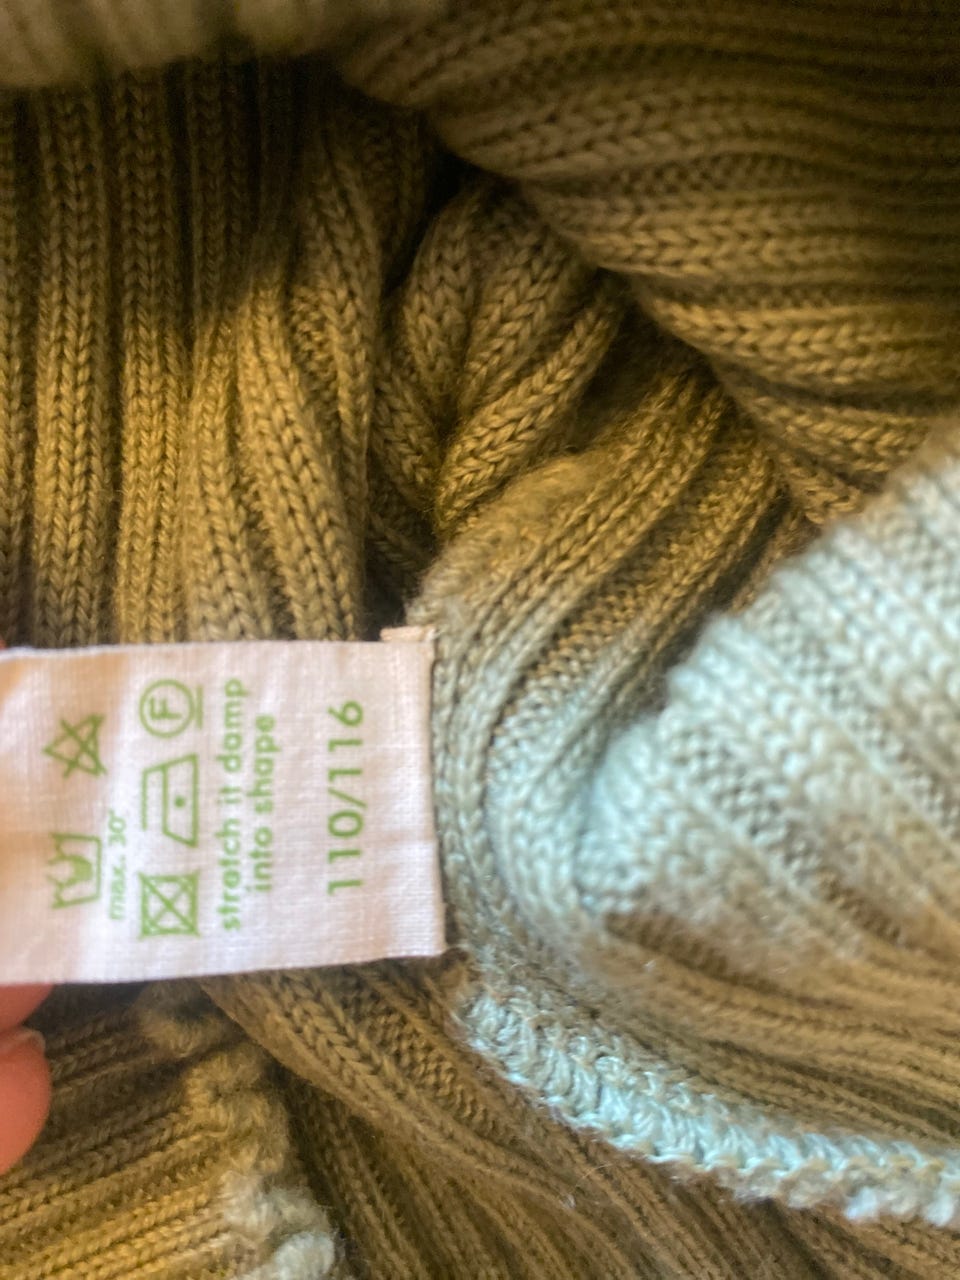 max. 30°
F
stretch it damp
into shape
110/116